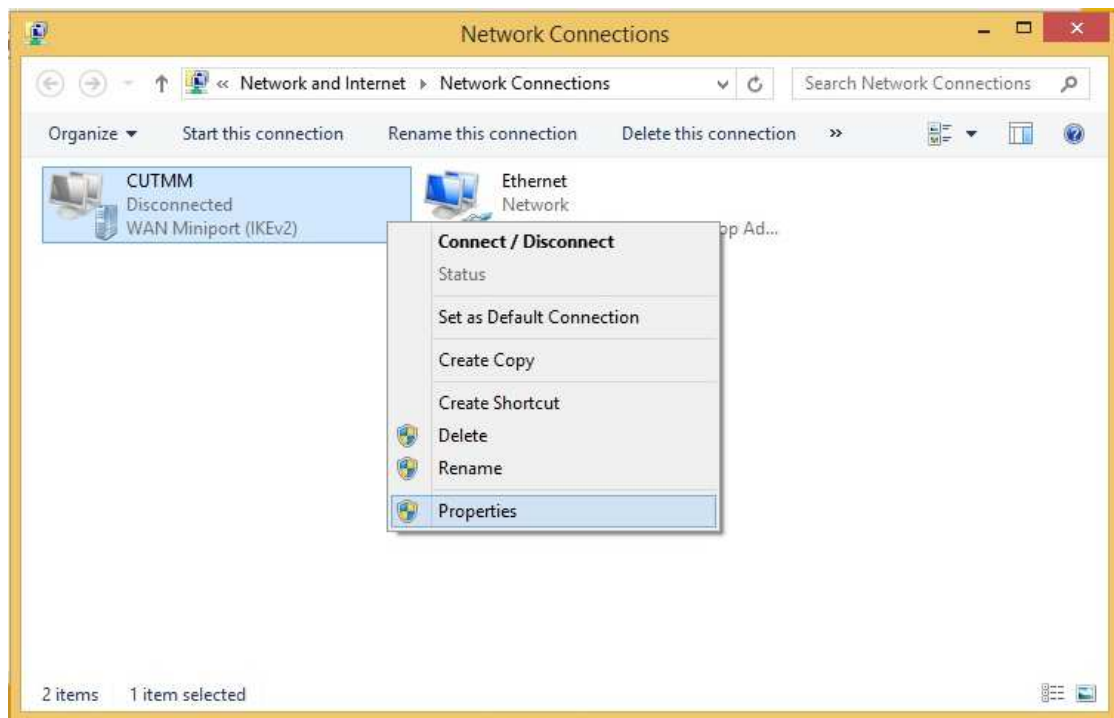 Network Connections
« Network and Internet ▸ Network Connections
Search Network Connections
Organize ▾ Start this connection Rename this connection Delete this connection »
CUTMM
Disconnected
WAN Miniport (IKEv2)
Ethernet
Network
op Ad...
Connect / Disconnect
Status
Set as Default Connection
Create Copy
Create Shortcut
Delete
Rename
Properties
2 items 1 item selected